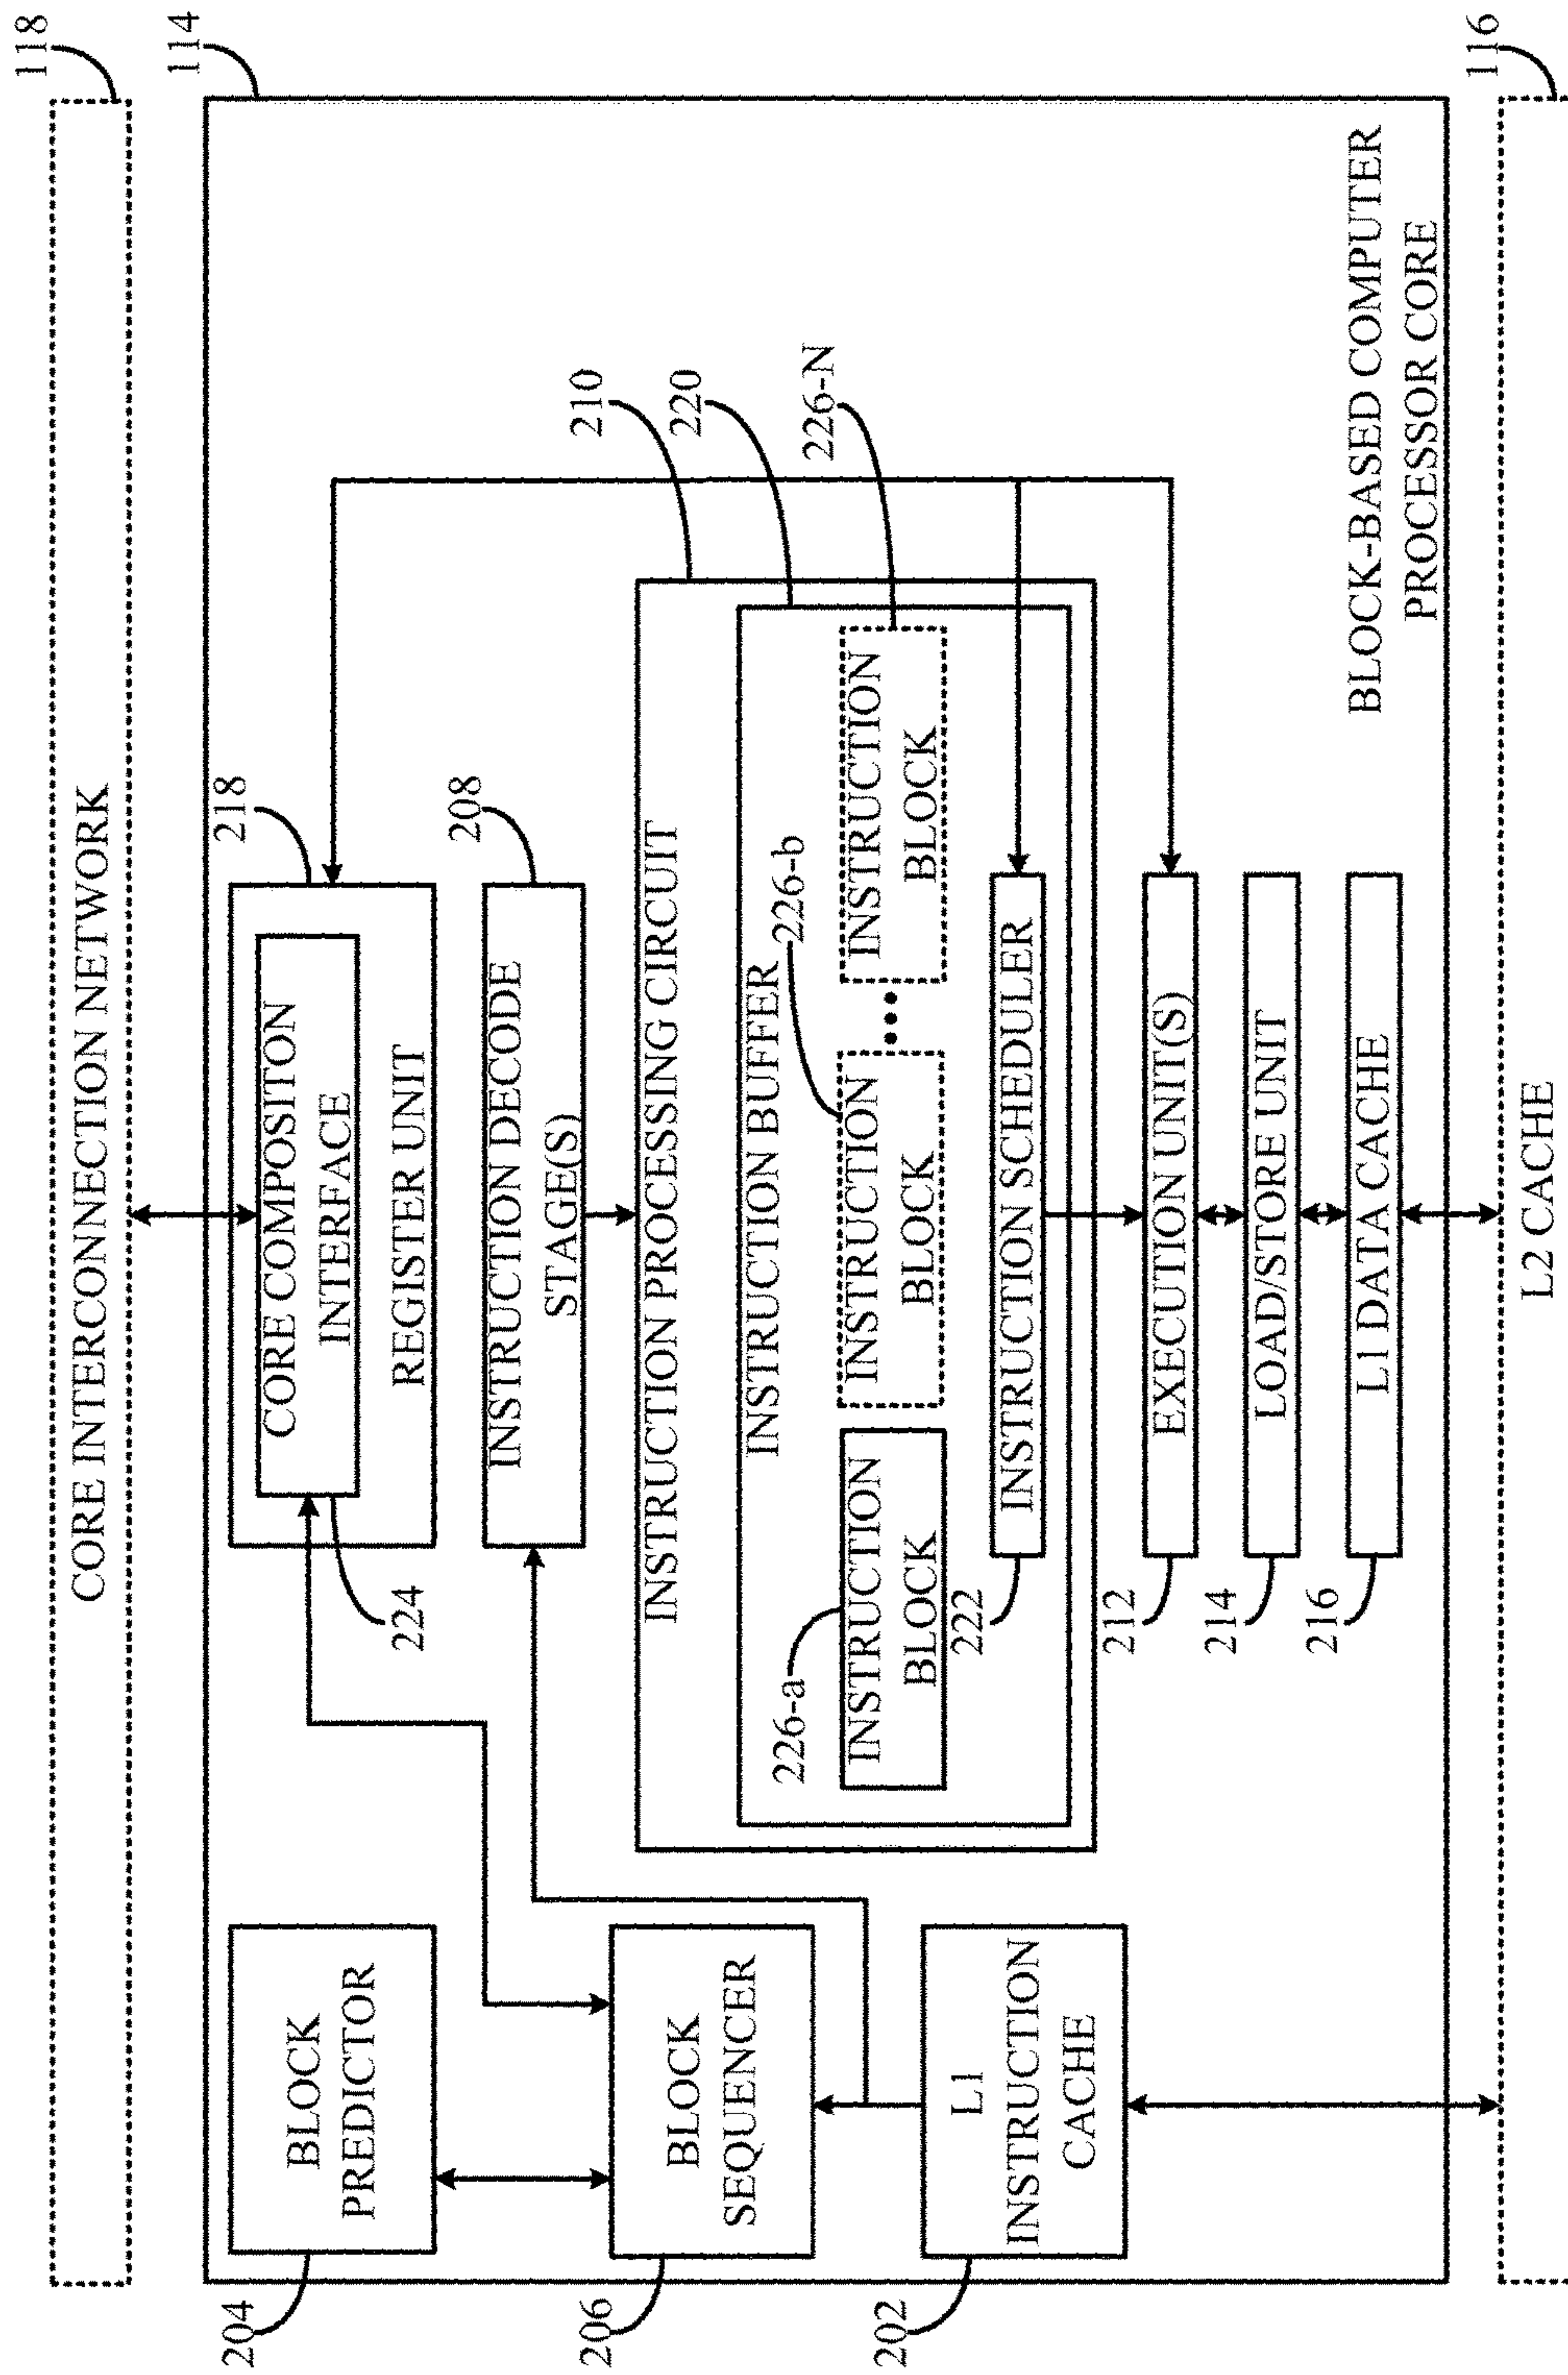 118
CORE INTERCONNECTION NETWORK
114
204
BLOCK
PREDICTOR
218
CORE COMPOSITON
INTERFACE
REGISTER UNIT
224
208
INSTRUCTION DECODE
STAGE(S)
206
BLOCK
SEQUENCER
210
INSTRUCTION PROCESSING CIRCUIT
220
INSTRUCTION BUFFER
226-a
226-b
226-N
INSTRUCTION
BLOCK
INSTRUCTION
BLOCK
•••
INSTRUCTION
BLOCK
202
L1
INSTRUCTION
CACHE
222
INSTRUCTION SCHEDULER
212
EXECUTION UNIT(S)
214
LOAD/STORE UNIT
216
L1 DATA CACHE
BLOCK-BASED COMPUTER
PROCESSOR CORE
116
L2 CACHE